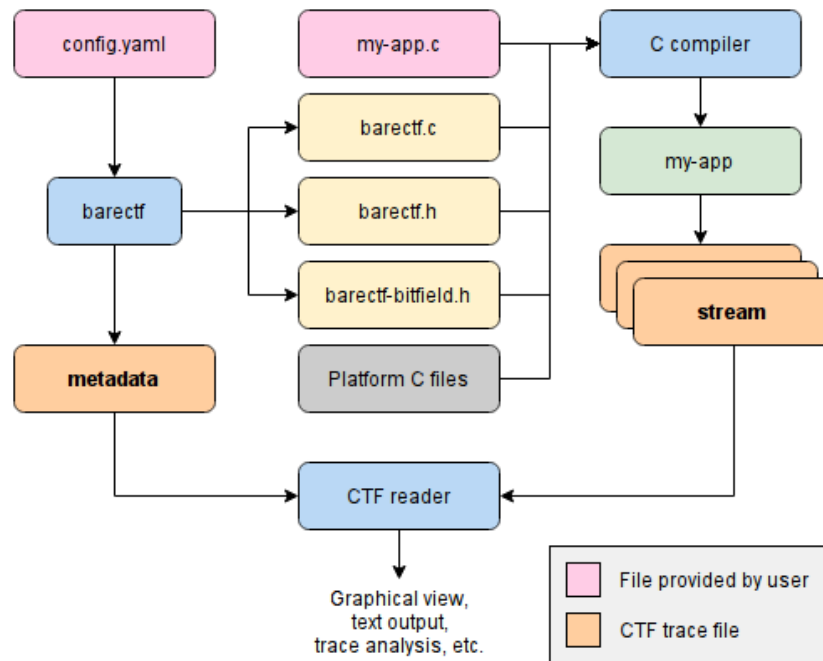 config.yaml
my-app.c
C compiler
barectf.c
my-app
barectf
barectf.h
barectf-bitfield.h
stream
metadata
Platform C files
CTF reader
Graphical view,
text output,
trace analysis, etc.
File provided by user
CTF trace file